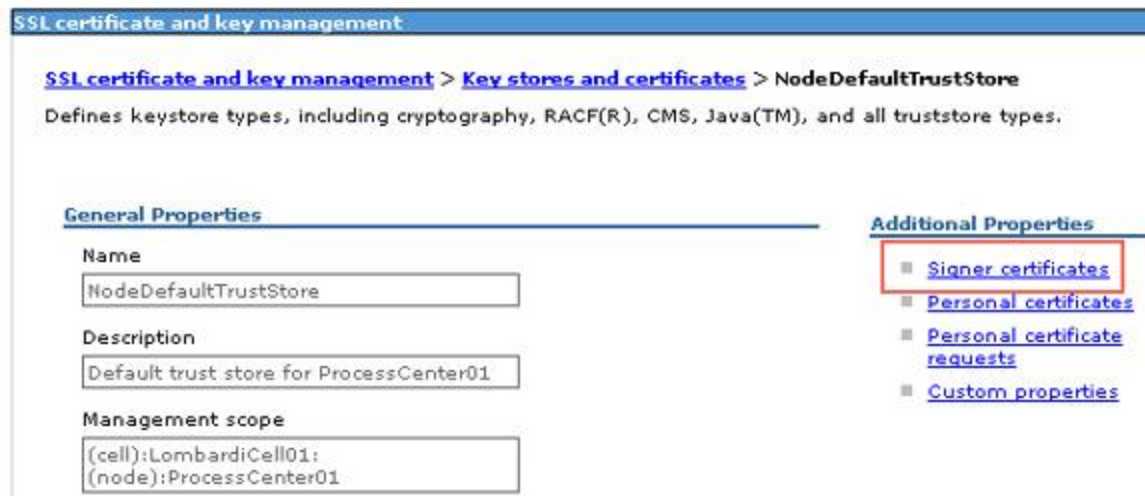 SSL certificate and key management
SSL certificate and key management > Key stores and certificates > NodeDefaultTrustStore
Defines keystore types, including cryptography, RACF(R), CMS, Java(TM), and all truststore types.
General Properties
Name
NodeDefaultTrustStore
Description
Default trust store for ProcessCenter01
Management scope
(cell):LombardiCell01:
(node):ProcessCenter01
Additional Properties
Signer certificates
Personal certificates
Personal certificate
requests
Custom properties